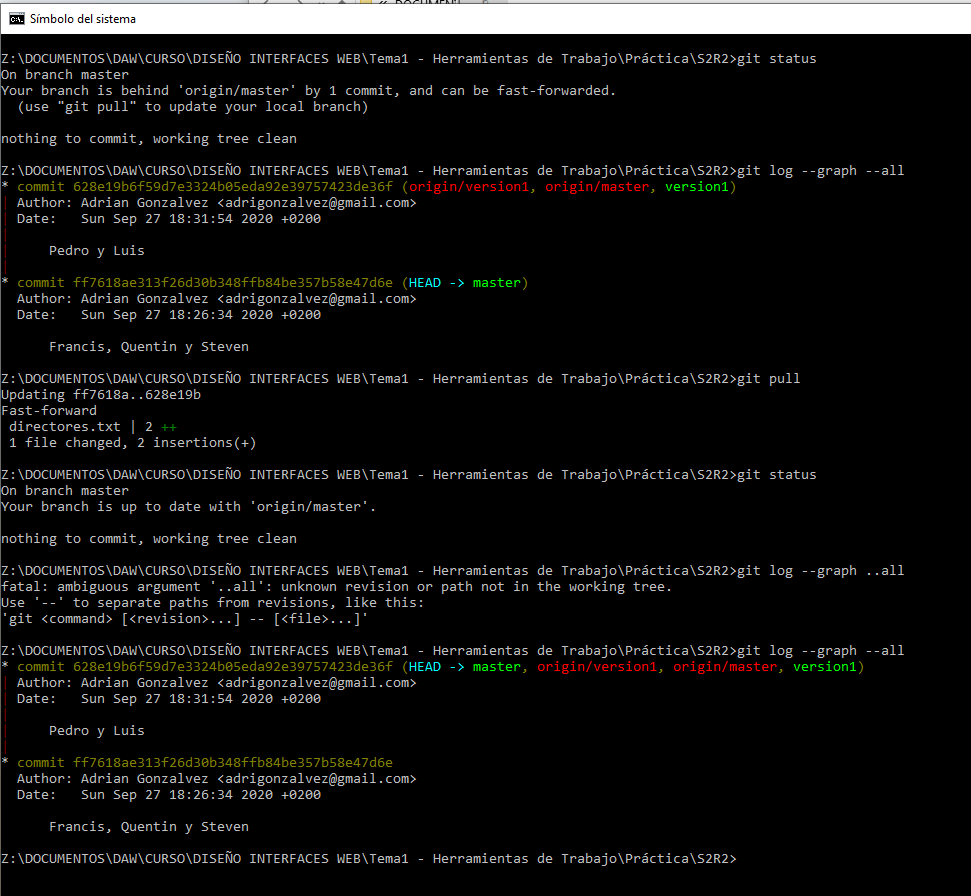 Símbolo del sistema
Z:\DOCUMENTOS\DAW\CURSO\DISEÑO INTERFACES WEB\Tema1 - Herramientas de Trabajo\Práctica\S2R2>git status
On branch master
Your branch is behind 'origin/master' by 1 commit, and can be fast-forwarded.
  (use "git pull" to update your local branch)
nothing to commit, working tree clean
Z:\DOCUMENTOS\DAW\CURSO\DISEÑO INTERFACES WEB\Tema1 - Herramientas de Trabajo\Práctica\S2R2>git log --graph --all
* commit 628e19b6f59d7e3324b05eda92e39757423de36f (origin/version1, origin/master, version1)
| Author: Adrian Gonzalvez <adrigonzalvez@gmail.com>
| Date:   Sun Sep 27 18:31:54 2020 +0200
|
|     Pedro y Luis
|
* commit ff7618ae313f26d30b348ffb84be357b58e47d6e (HEAD -> master)
  Author: Adrian Gonzalvez <adrigonzalvez@gmail.com>
  Date:   Sun Sep 27 18:26:34 2020 +0200
      Francis, Quentin y Steven
Z:\DOCUMENTOS\DAW\CURSO\DISEÑO INTERFACES WEB\Tema1 - Herramientas de Trabajo\Práctica\S2R2>git pull
Updating ff7618a..628e19b
Fast-forward
 directores.txt | 2 ++
 1 file changed, 2 insertions(+)
Z:\DOCUMENTOS\DAW\CURSO\DISEÑO INTERFACES WEB\Tema1 - Herramientas de Trabajo\Práctica\S2R2>git status
On branch master
Your branch is up to date with 'origin/master'.
nothing to commit, working tree clean
Z:\DOCUMENTOS\DAW\CURSO\DISEÑO INTERFACES WEB\Tema1 - Herramientas de Trabajo\Práctica\S2R2>git log --graph ..all
fatal: ambiguous argument '..all': unknown revision or path not in the working tree.
Use '--' to separate paths from revisions, like this:
'git <command> [<revision>...] -- [<file>...]'
Z:\DOCUMENTOS\DAW\CURSO\DISEÑO INTERFACES WEB\Tema1 - Herramientas de Trabajo\Práctica\S2R2>git log --graph --all
* commit 628e19b6f59d7e3324b05eda92e39757423de36f (HEAD -> master, origin/version1, origin/master, version1)
| Author: Adrian Gonzalvez <adrigonzalvez@gmail.com>
| Date:   Sun Sep 27 18:31:54 2020 +0200
|
|     Pedro y Luis
|
* commit ff7618ae313f26d30b348ffb84be357b58e47d6e
  Author: Adrian Gonzalvez <adrigonzalvez@gmail.com>
  Date:   Sun Sep 27 18:26:34 2020 +0200
      Francis, Quentin y Steven
Z:\DOCUMENTOS\DAW\CURSO\DISEÑO INTERFACES WEB\Tema1 - Herramientas de Trabajo\Práctica\S2R2>